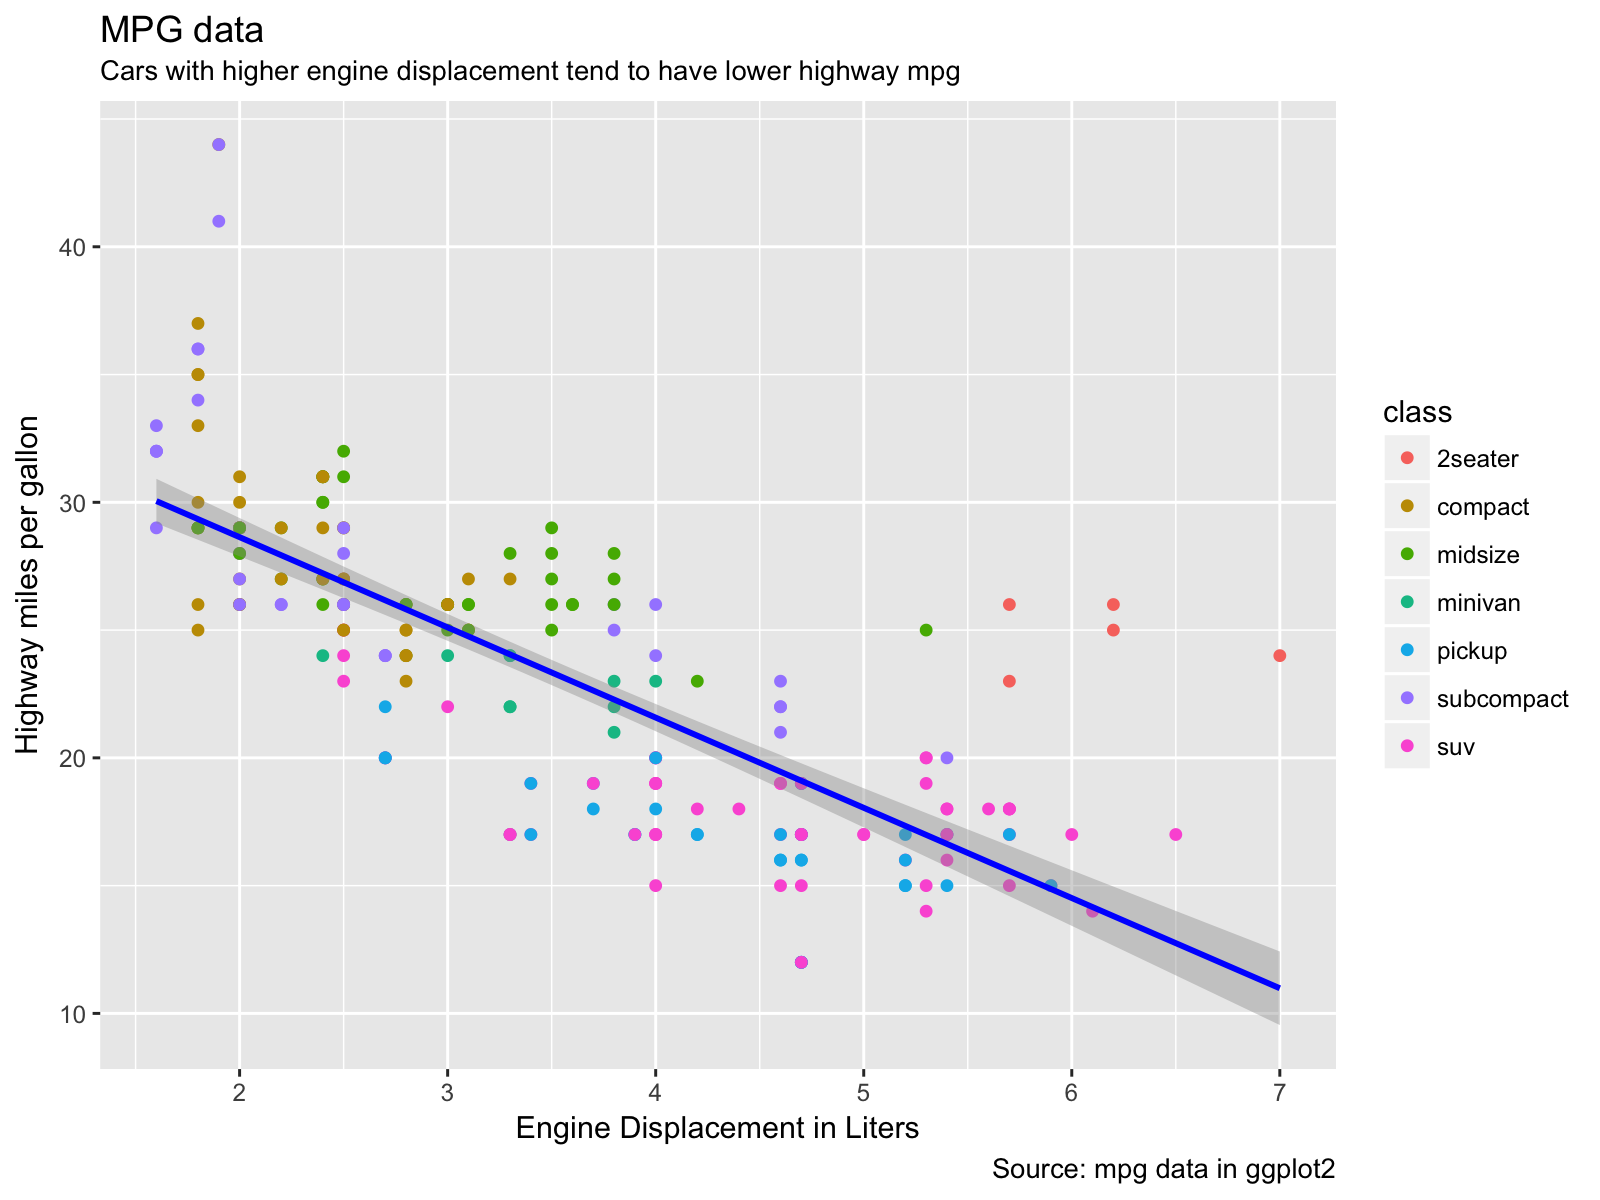 MPG data
Cars with higher engine displacement tend to have lower highway mpg
Highway miles per gallon
40
30
20
10
2 3 4 5 6 7
Engine Displacement in Liters
class
2seater
compact
midsize
minivan
pickup
subcompact
suv
Source: mpg data in ggplot2